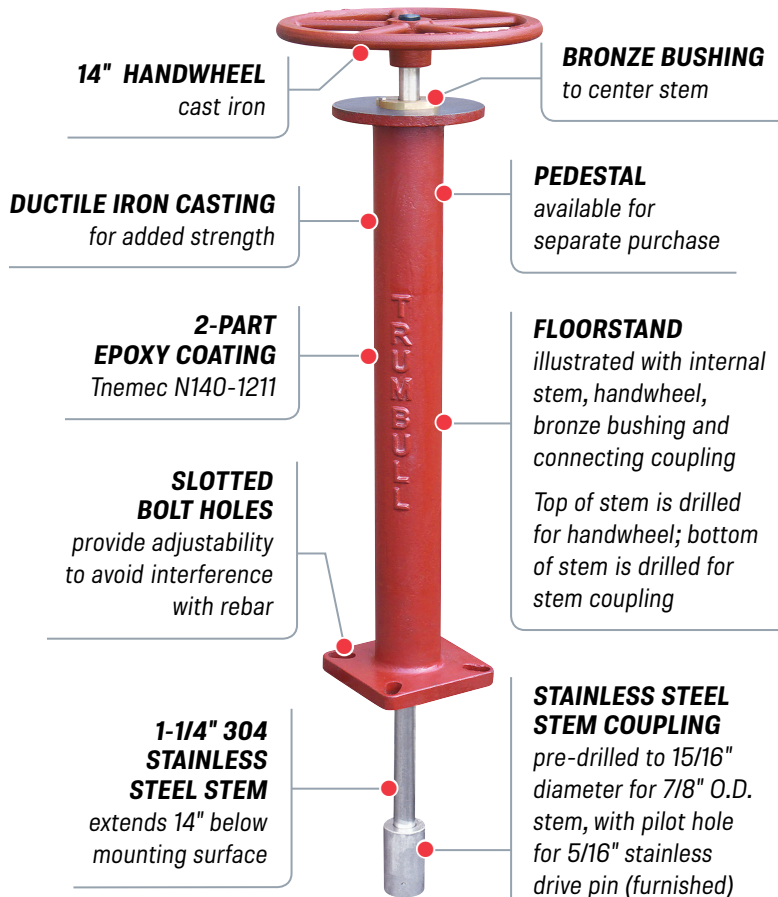 14" HANDWHEEL
cast iron
BRONZE BUSHING
to center stem
DUCTILE IRON CASTING
for added strength
PEDESTAL
available for
separate purchase
2-PART
EPOXY COATING
Tnemec N140-1211
TRUMBULL
FLOORSTAND
illustrated with internal
stem, handwheel,
bronze bushing and
connecting coupling
Top of stem is drilled
for handwheel; bottom
of stem is drilled for
stem coupling
SLOTTED
BOLT HOLES
provide adjustability
to avoid interference
with rebar
1-1/4" 304
STAINLESS
STEEL STEM
extends 14" below
mounting surface
STAINLESS STEEL
STEM COUPLING
pre-drilled to 15/16"
diameter for 7/8" O.D.
stem, with pilot hole
for 5/16" stainless
drive pin (furnished)